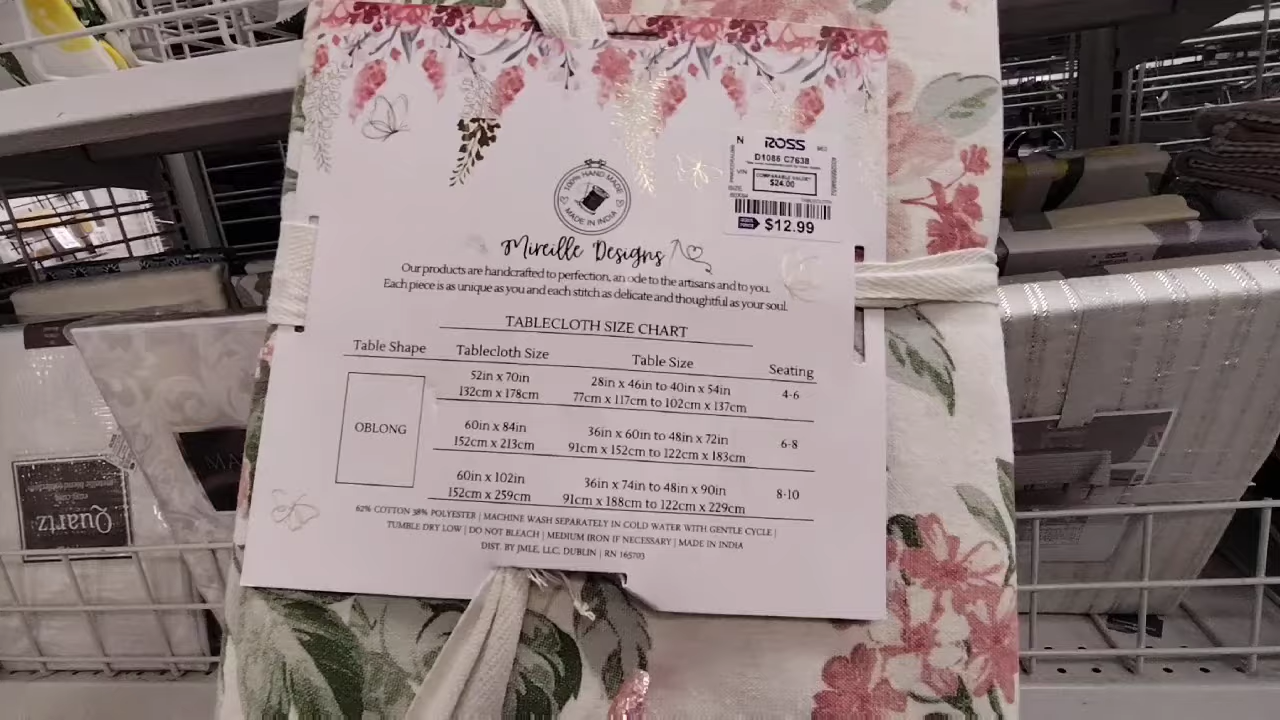 N ROSS
D1086 C7638
COMPARABLE VALUE*
$24.00
SIZE
$12.99
100% HAND MADE
MADE IN INDIA
Mireille Designs
Our products are handcrafted to perfection, an ode to the artisans and to you.
Each piece is as unique as you and each stitch as delicate and thoughtful as your soul.
TABLECLOTH SIZE CHART
Table Shape Tablecloth Size Table Size Seating
52in x 70in 28in x 46in to 40in x 54in 4-6
132cm x 178cm 77cm x 117cm to 102cm x 137cm
OBLONG 60in x 84in 36in x 60in to 48in x 72in 6-8
152cm x 213cm 91cm x 152cm to 122cm x 183cm
60in x 102in 36in x 74in to 48in x 90in 8-10
152cm x 259cm 91cm x 188cm to 122cm x 229cm
62% COTTON 38% POLYESTER | MACHINE WASH SEPARATELY IN COLD WATER WITH GENTLE CYCLE |
TUMBLE DRY LOW | DO NOT BLEACH | MEDIUM IRON IF NECESSARY | MADE IN INDIA
DIST. BY JMLE, LLC, DUBLIN | RN 165703
MA
Quartz